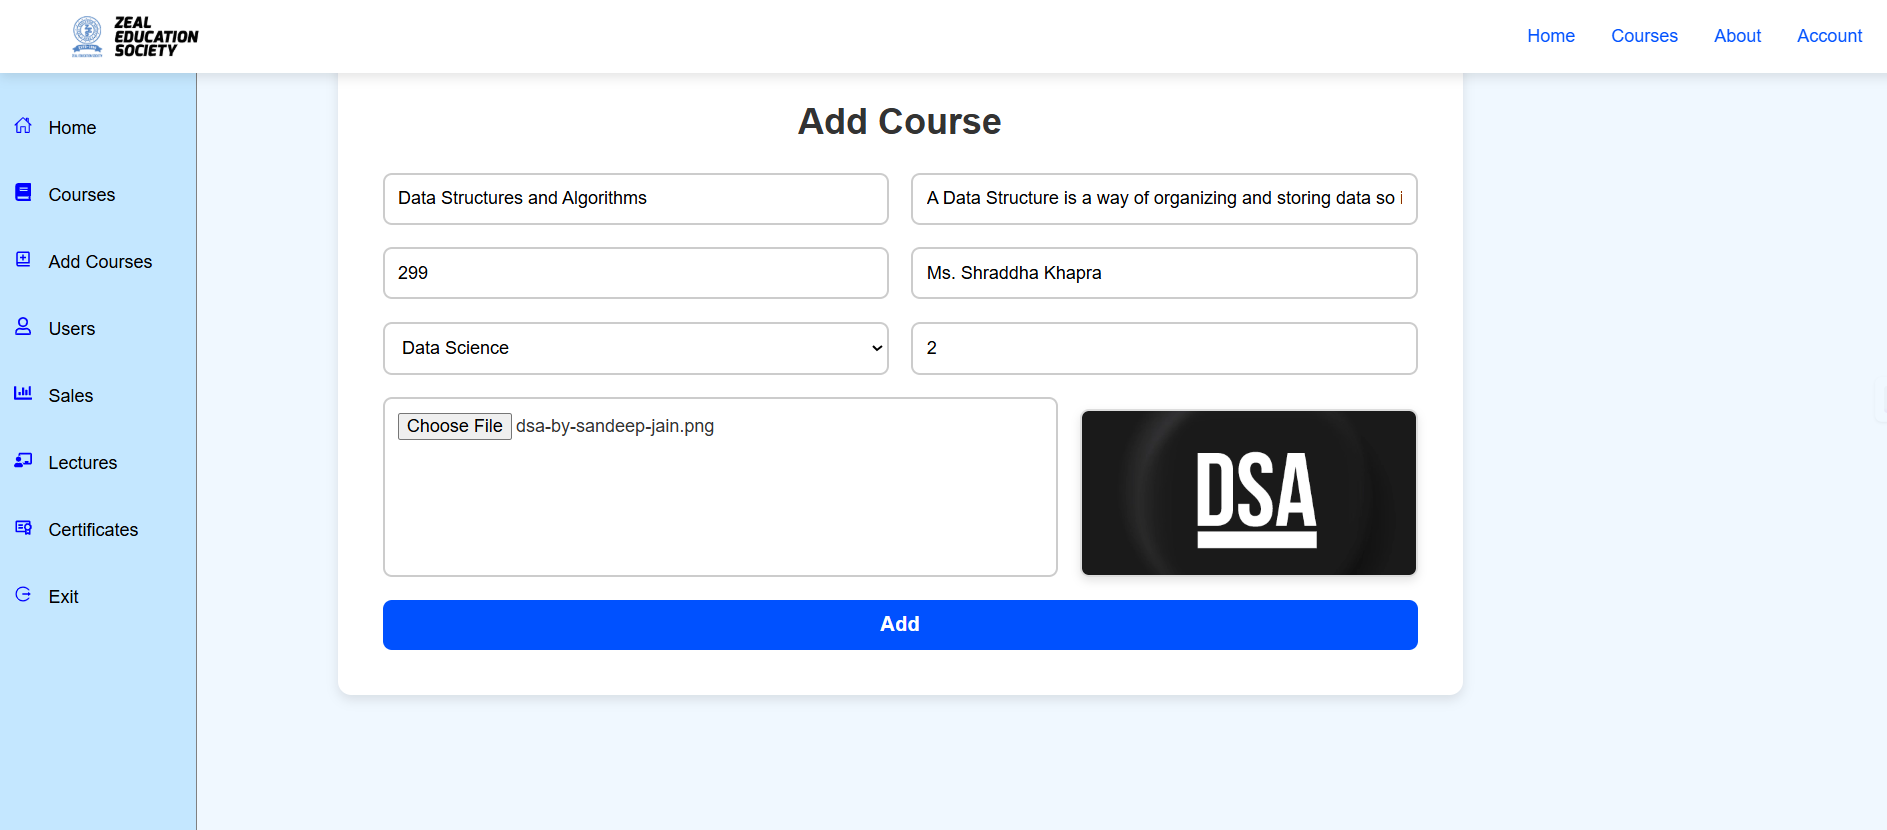 ZEAL
EDUCATION
SOCIETY
Home
Courses
About
Account
Home
Courses
Add Courses
Users
Sales
Lectures
Certificates
Exit
Add Course
Data Structures and Algorithms
A Data Structure is a way of organizing and storing data so
299
Ms. Shraddha Khapra
Data Science
2
Choose File dsa-by-sandeep-jain.png
DSA
Add